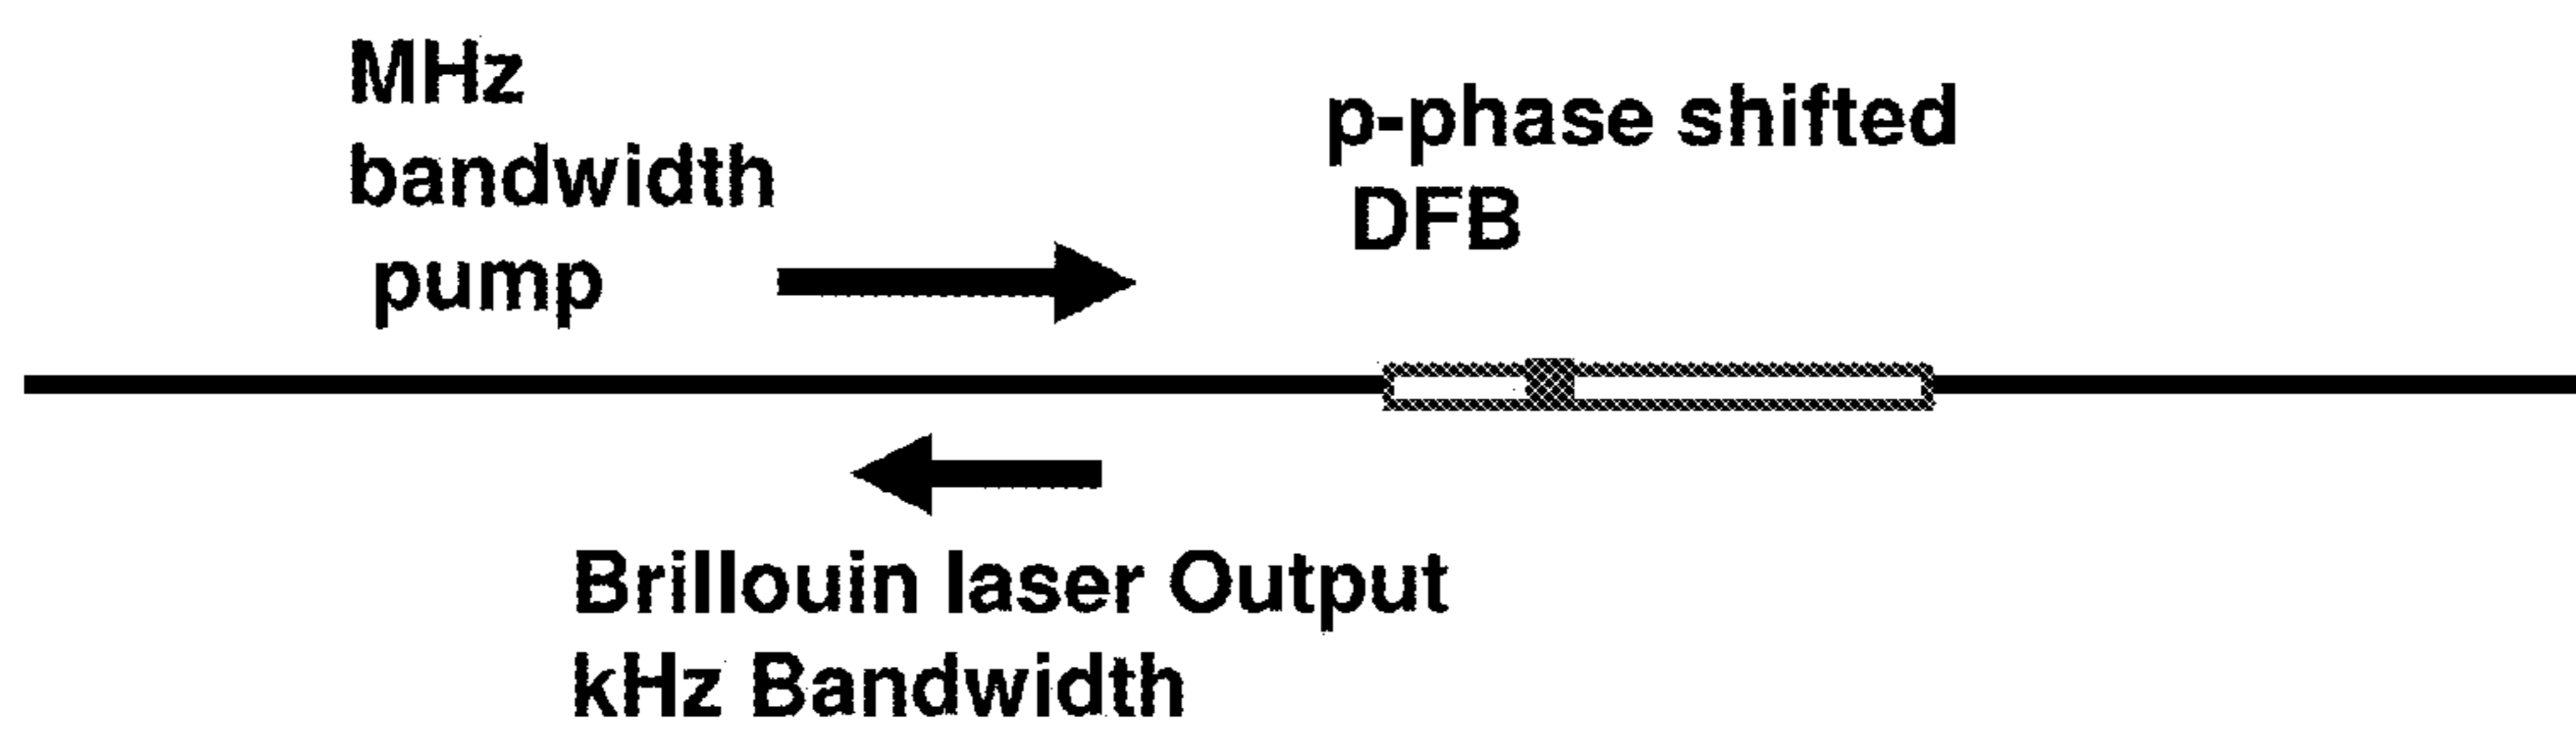 MHz
bandwidth
pump
p-phase shifted
DFB
Brillouin laser Output
kHz Bandwidth